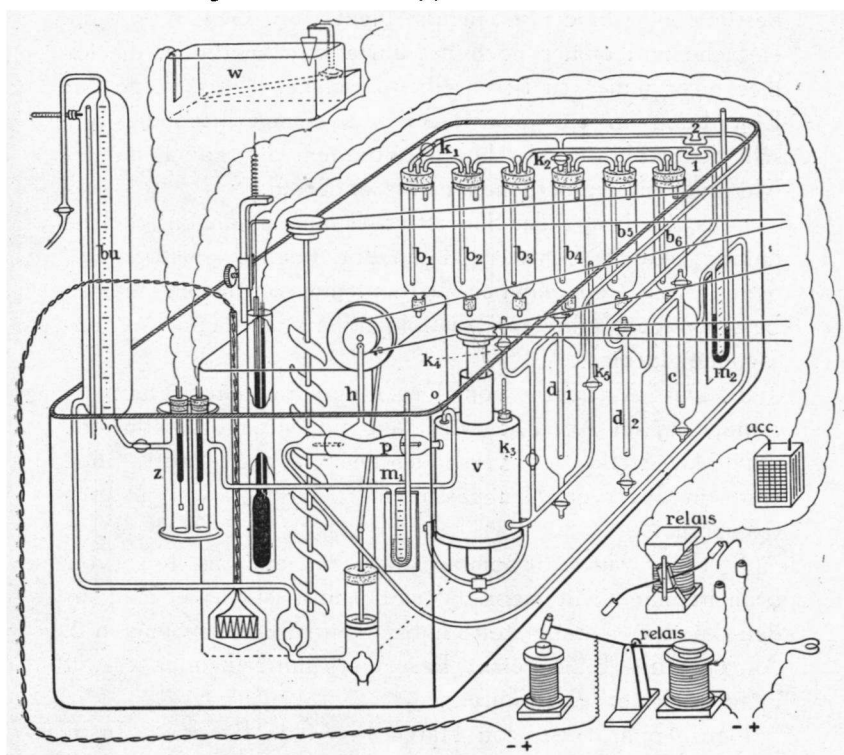 w
k₁
k₂
2
1
bu
b₁
b₂
b₃
b₄
b₅
b₆
k₄
m₂
h
o
d₁
k₅
c
d₂
acc.
p
z
m₁
v
k₃
relais
relais
- +
- +